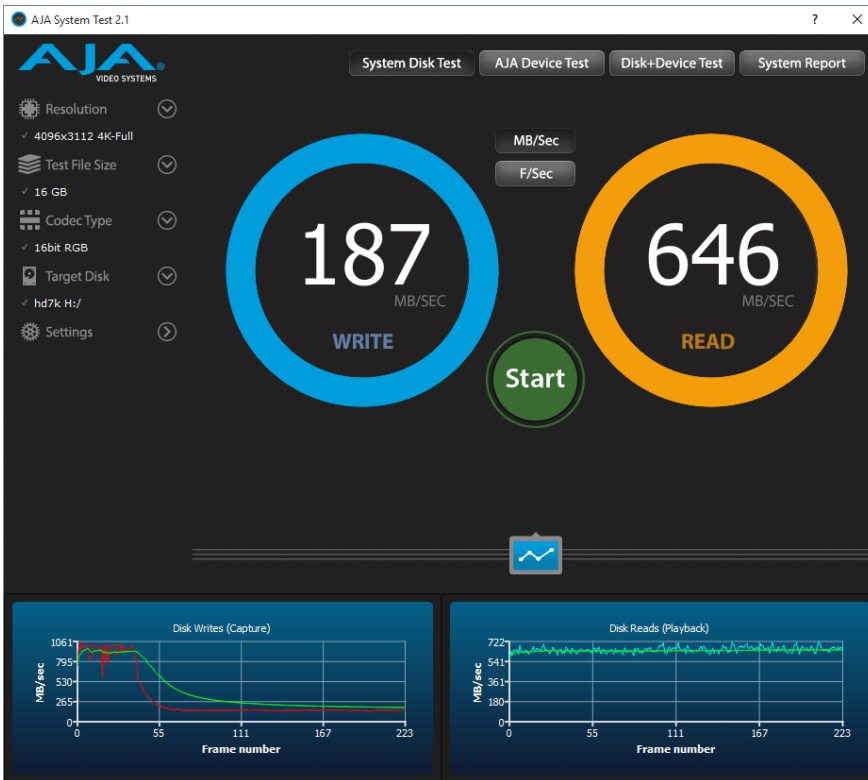 AJA System Test 2.1
? ×
AJA
VIDEO SYSTEMS
System Disk Test AJA Device Test Disk+Device Test System Report
Resolution
✓ 4096x3112 4K-Full
Test File Size
✓ 16 GB
Codec Type
✓ 16bit RGB
Target Disk
✓ hd7k H:/
Settings
MB/Sec
F/Sec
187
MB/SEC
WRITE
646
MB/SEC
READ
Start
Disk Writes (Capture)
MB/sec
1061
795
530
265
0
0 55 111 167 223
Frame number
Disk Reads (Playback)
MB/sec
722
541
361
180
0
0 55 111 167 223
Frame number